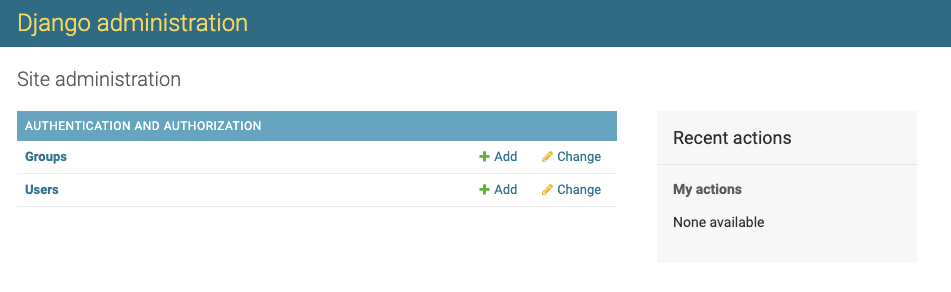 Django administration
Site administration
AUTHENTICATION AND AUTHORIZATION
Groups Add Change
Users Add Change
Recent actions
My actions
None available